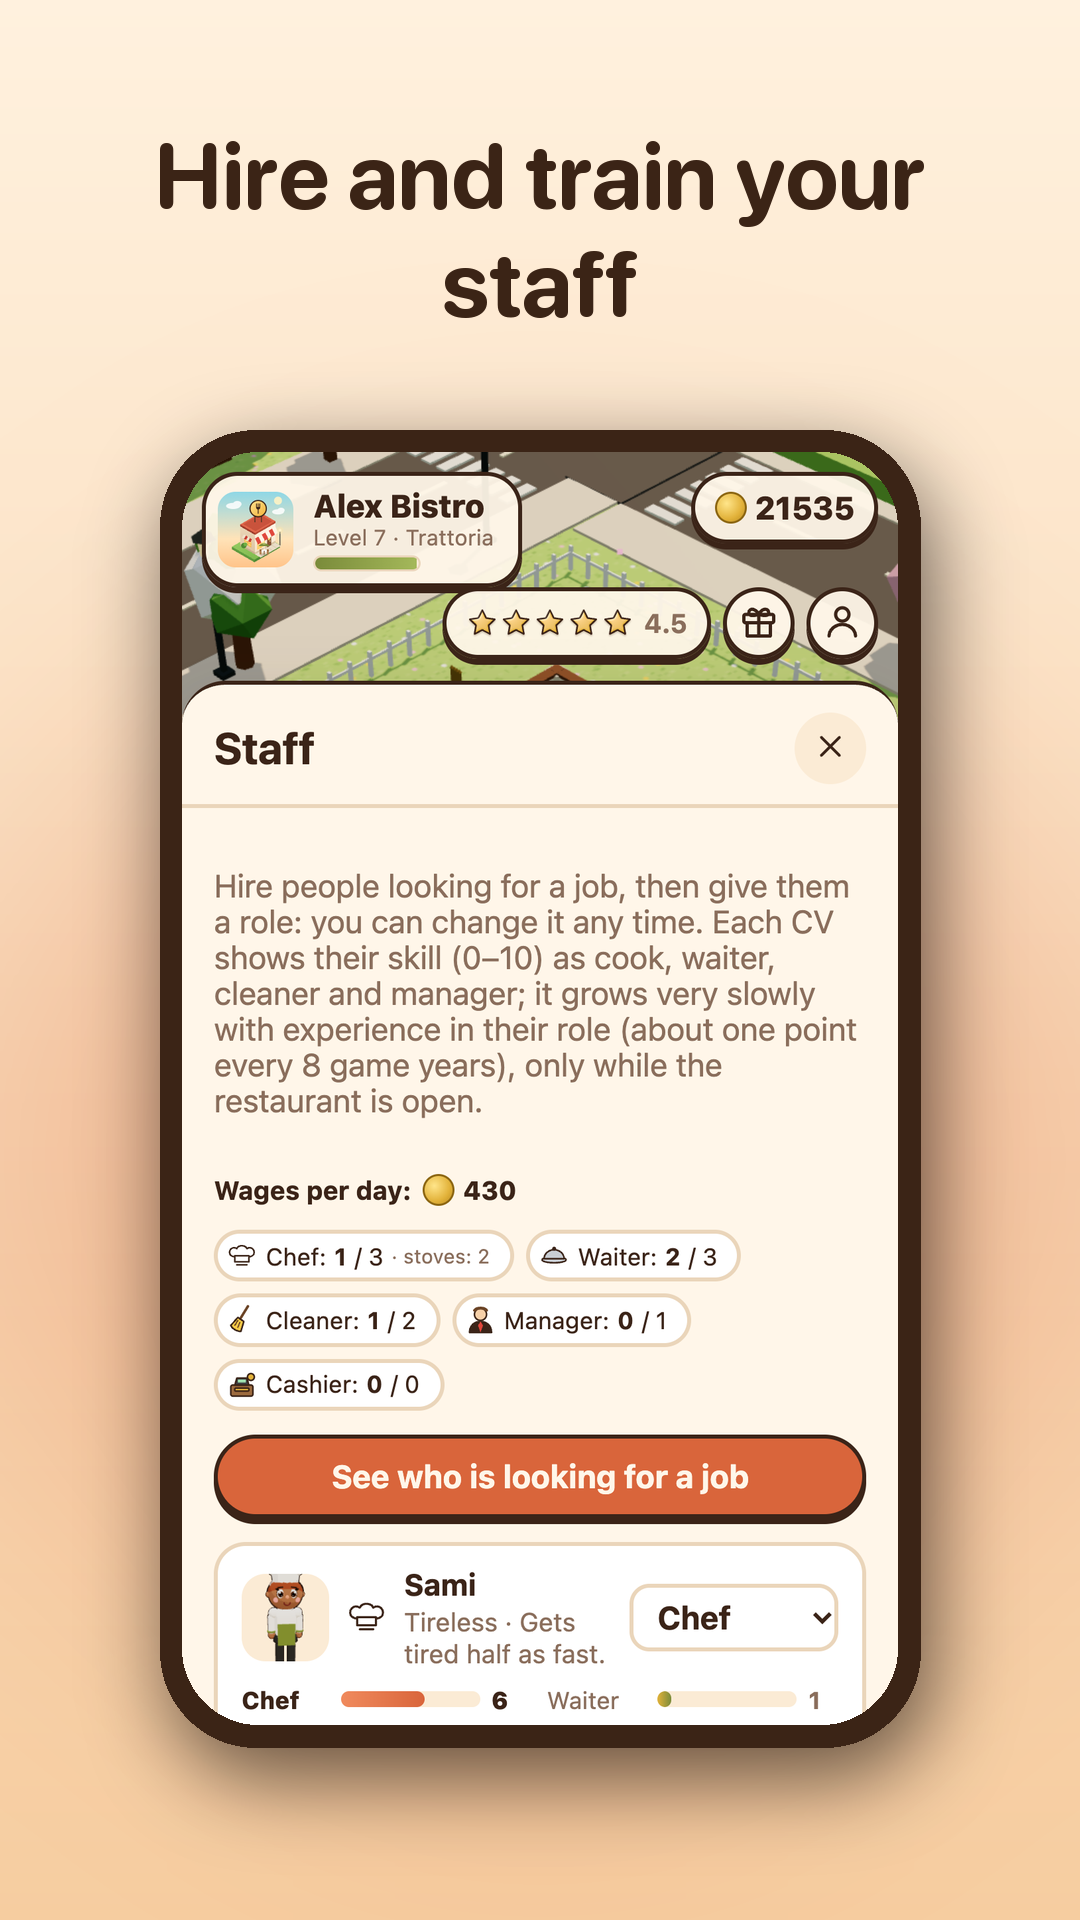 Hire and train your
staff
Alex Bistro
Level 7 · Trattoria
21535
4.5
Staff
Hire people looking for a job, then give them
a role: you can change it any time. Each CV
shows their skill (0–10) as cook, waiter,
cleaner and manager; it grows very slowly
with experience in their role (about one point
every 8 game years), only while the
restaurant is open.
Wages per day: 430
Chef: 1 / 3 · stoves: 2
Waiter: 2 / 3
Cleaner: 1 / 2
Manager: 0 / 1
Cashier: 0 / 0
See who is looking for a job
Sami
Tireless · Gets
tired half as fast.
Chef
Chef 6 Waiter 1